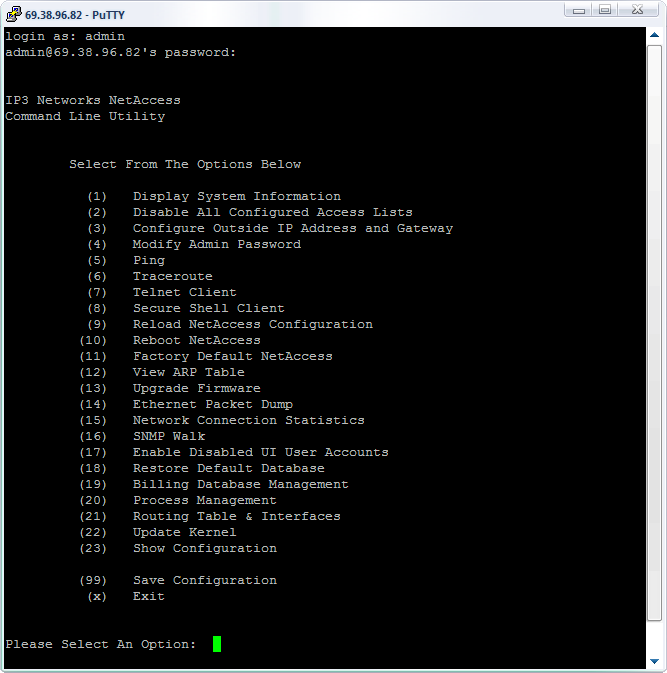 69.38.96.82 - PuTTY
login as: admin
admin@69.38.96.82's password:
IP3 Networks NetAccess
Command Line Utility
Select From The Options Below
(1) Display System Information
(2) Disable All Configured Access Lists
(3) Configure Outside IP Address and Gateway
(4) Modify Admin Password
(5) Ping
(6) Traceroute
(7) Telnet Client
(8) Secure Shell Client
(9) Reload NetAccess Configuration
(10) Reboot NetAccess
(11) Factory Default NetAccess
(12) View ARP Table
(13) Upgrade Firmware
(14) Ethernet Packet Dump
(15) Network Connection Statistics
(16) SNMP Walk
(17) Enable Disabled UI User Accounts
(18) Restore Default Database
(19) Billing Database Management
(20) Process Management
(21) Routing Table & Interfaces
(22) Update Kernel
(23) Show Configuration
(99) Save Configuration
(x) Exit
Please Select An Option: